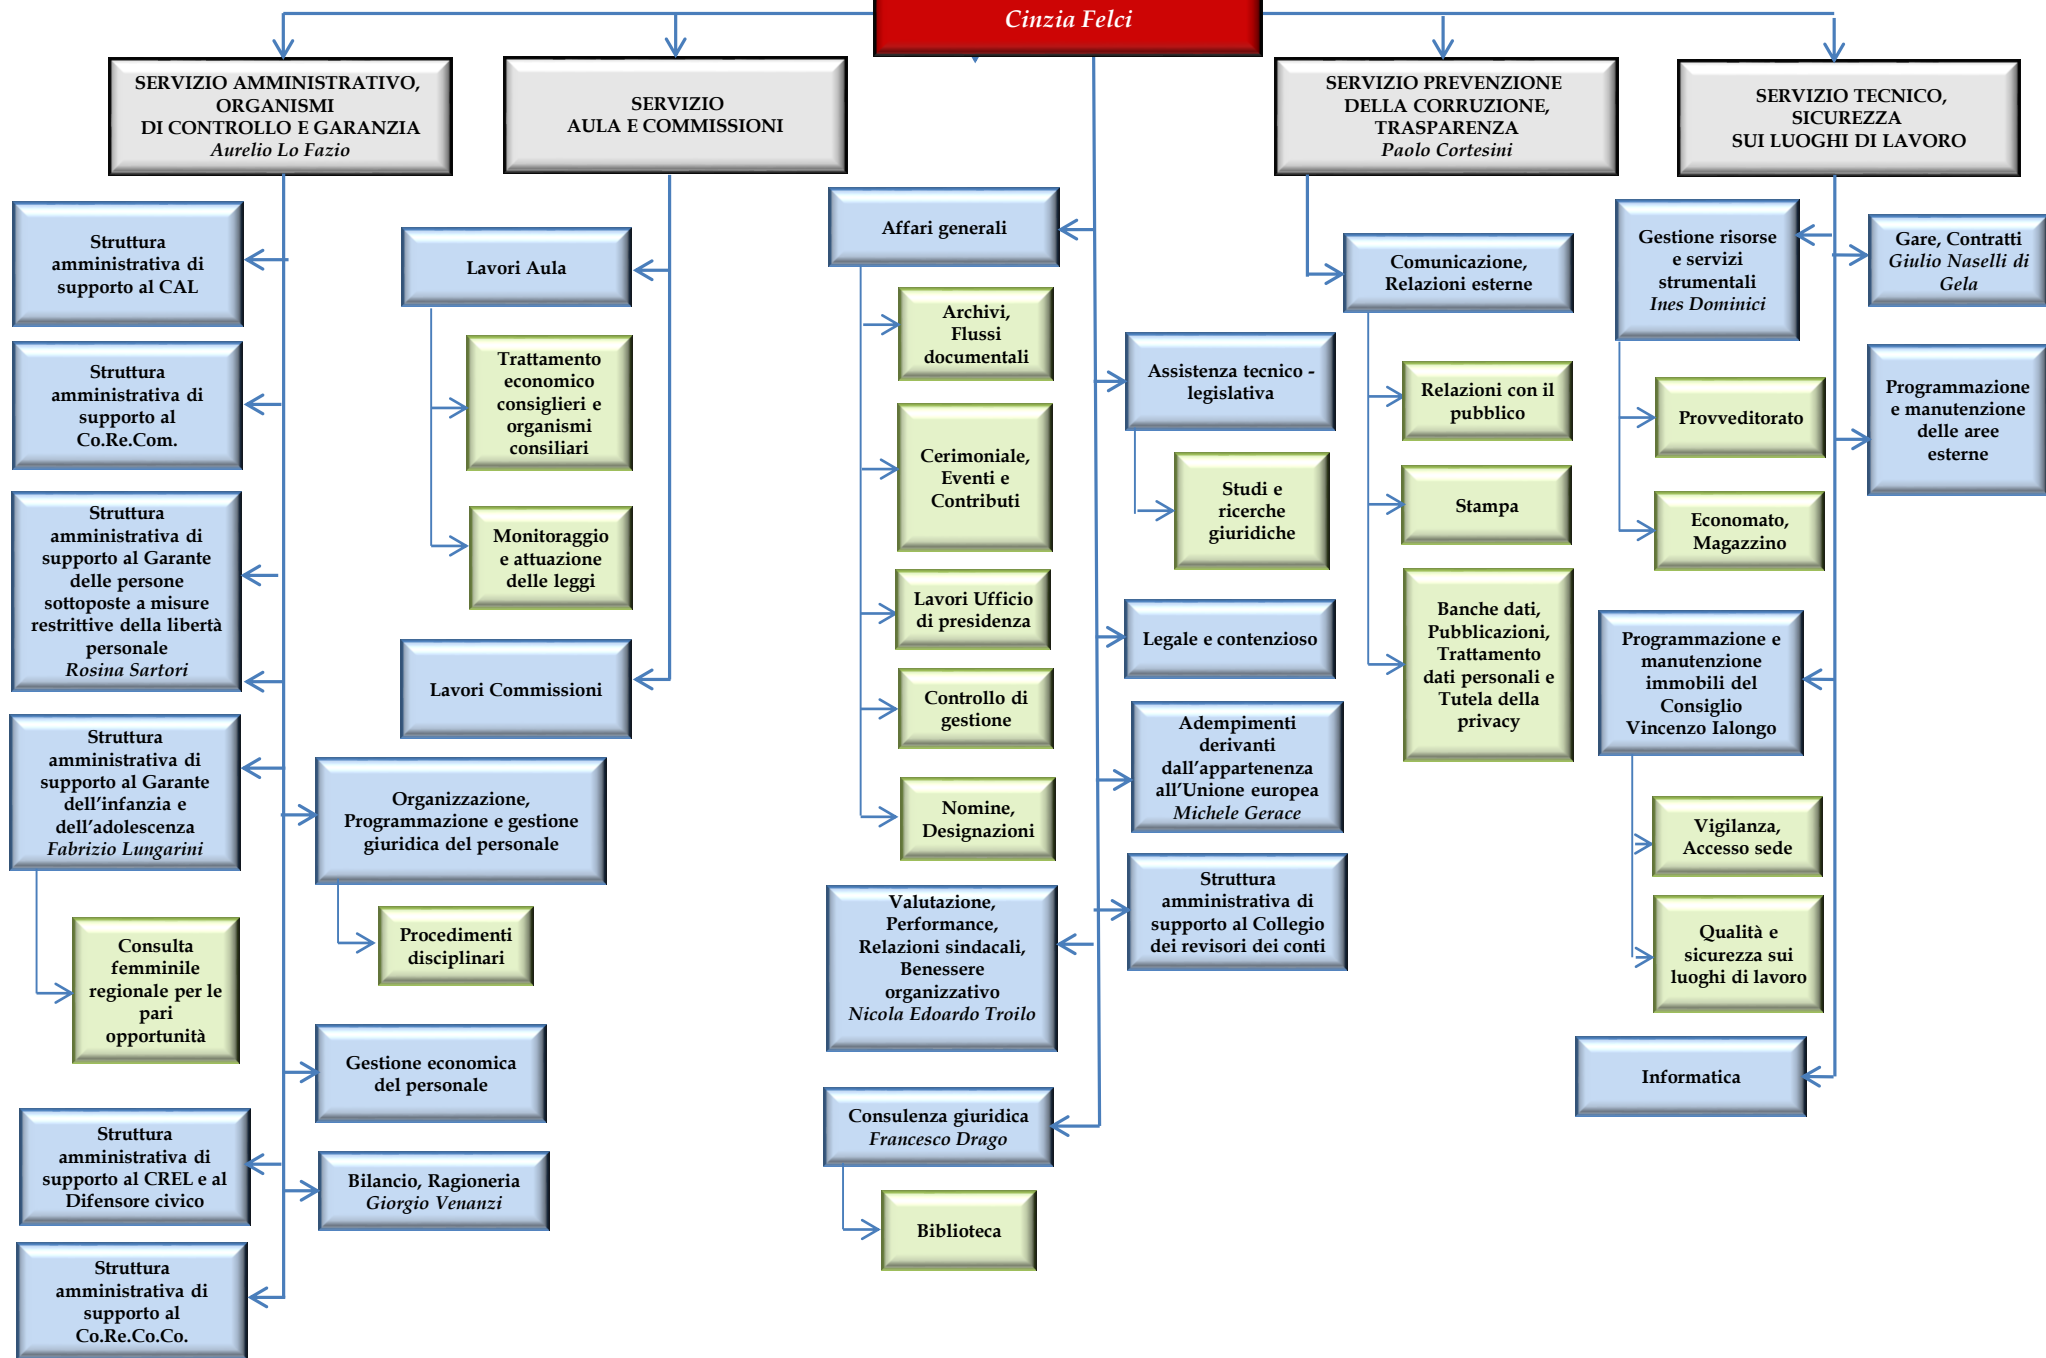 Cinzia Felci
SERVIZIO AMMINISTRATIVO,
ORGANISMI
DI CONTROLLO E GARANZIA
Aurelio Lo Fazio
SERVIZIO
AULA E COMMISSIONI
SERVIZIO PREVENZIONE
DELLA CORRUZIONE,
TRASPARENZA
Paolo Cortesini
SERVIZIO TECNICO,
SICUREZZA
SUI LUOGHI DI LAVORO
Struttura
amministrativa di
supporto al CAL
Struttura
amministrativa di
supporto al
Co.Re.Com.
Struttura
amministrativa di
supporto al Garante
delle persone
sottoposte a misure
restrittive della libertà
personale
Rosina Sartori
Struttura
amministrativa di
supporto al Garante
dell'infanzia e
dell'adolescenza
Fabrizio Lungarini
Consulta
femminile
regionale per le
pari
opportunità
Struttura
amministrativa di
supporto al CREL e al
Difensore civico
Struttura
amministrativa di
supporto al
Co.Re.Co.Co.
Organizzazione,
Programmazione e gestione
giuridica del personale
Procedimenti
disciplinari
Gestione economica
del personale
Bilancio, Ragioneria
Giorgio Venanzi
Lavori Aula
Trattamento
economico
consiglieri e
organismi
consiliari
Monitoraggio
e attuazione
delle leggi
Lavori Commissioni
Affari generali
Archivi,
Flussi
documentali
Cerimoniale,
Eventi e
Contributi
Lavori Ufficio
di presidenza
Controllo di
gestione
Nomine,
Designazioni
Valutazione,
Performance,
Relazioni sindacali,
Benessere
organizzativo
Nicola Edoardo Troilo
Consulenza giuridica
Francesco Drago
Biblioteca
Assistenza tecnico -
legislativa
Studi e
ricerche
giuridiche
Legale e contenzioso
Adempimenti
derivanti
dall'appartenenza
all'Unione europea
Michele Gerace
Struttura
amministrativa di
supporto al Collegio
dei revisori dei conti
Comunicazione,
Relazioni esterne
Relazioni con il
pubblico
Stampa
Banche dati,
Pubblicazioni,
Trattamento
dati personali e
Tutela della
privacy
Gestione risorse
e servizi
strumentali
Ines Dominici
Provveditorato
Economato,
Magazzino
Programmazione e
manutenzione
immobili del
Consiglio
Vincenzo Ialongo
Vigilanza,
Accesso sede
Qualità e
sicurezza sui
luoghi di lavoro
Informatica
Gare, Contratti
Giulio Naselli di
Gela
Programmazione
e manutenzione
delle aree
esterne